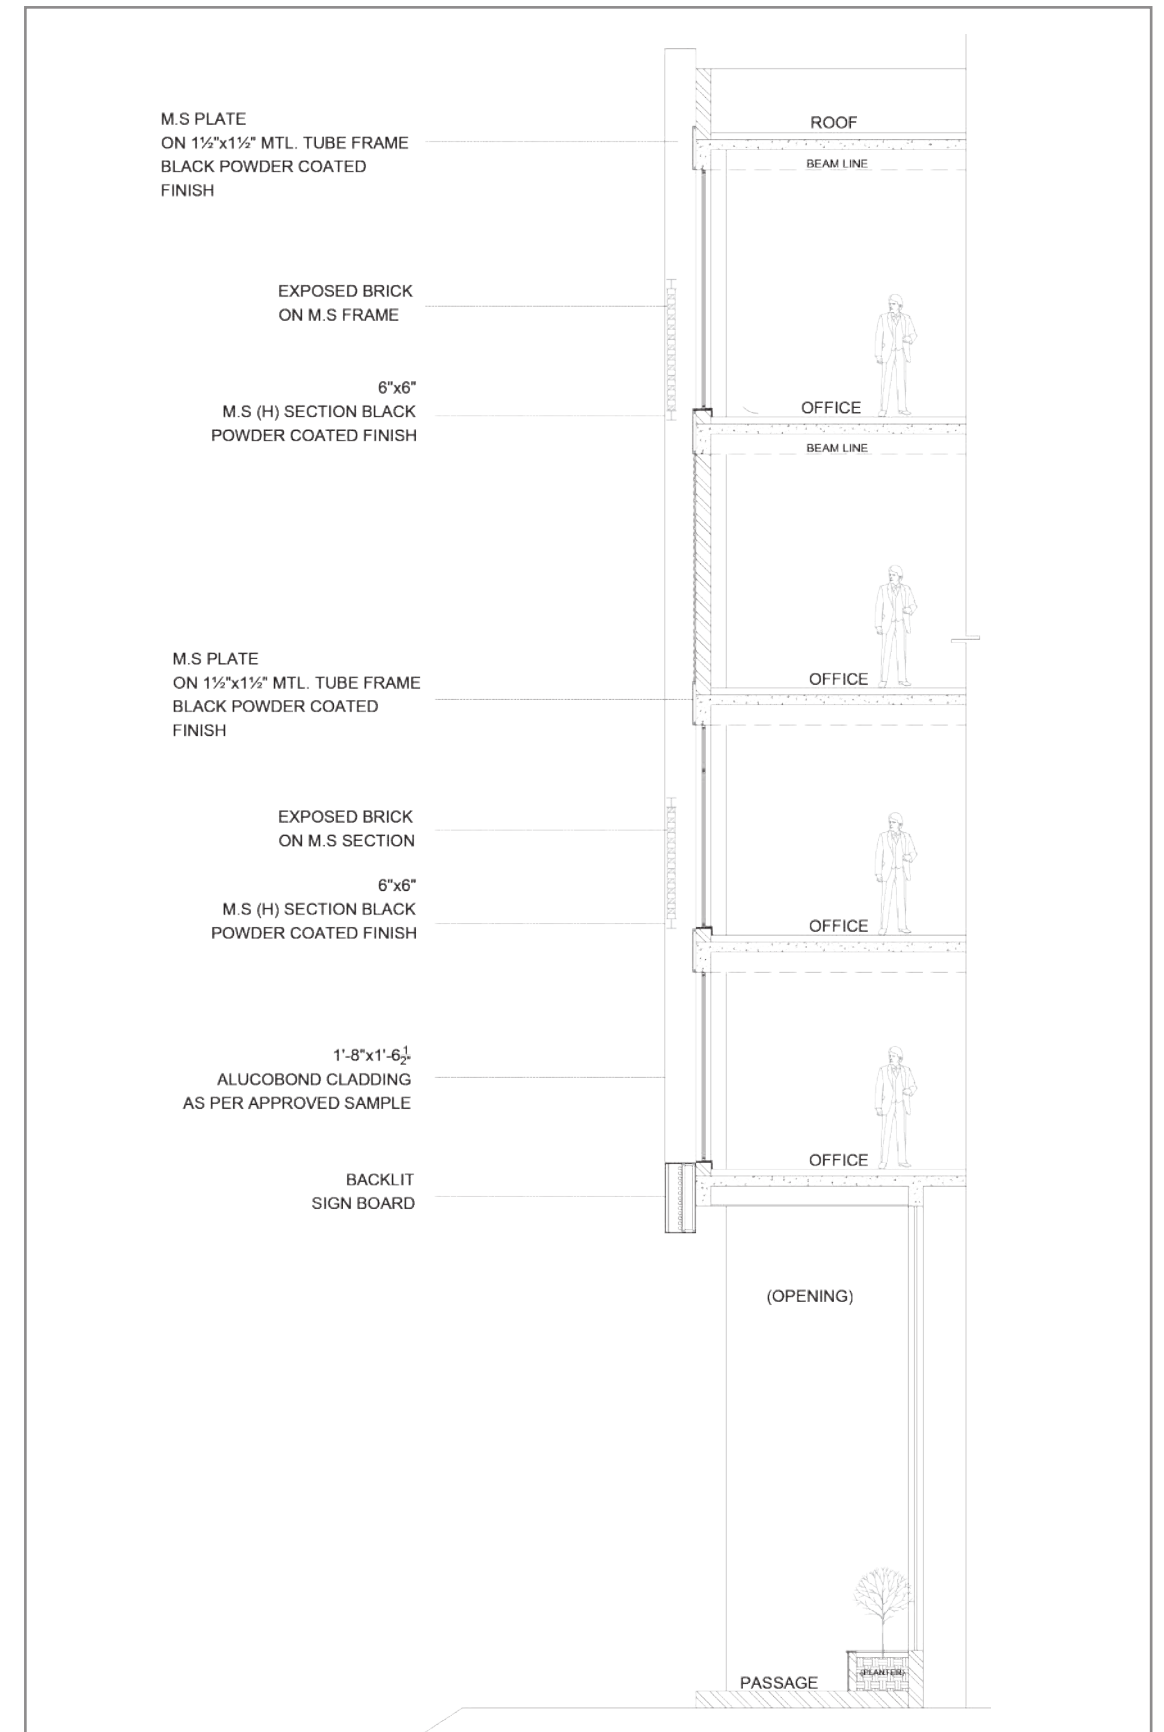 M.S PLATE
ON 1½"x1½" MTL. TUBE FRAME
BLACK POWDER COATED
FINISH
ROOF
BEAM LINE
EXPOSED BRICK
ON M.S FRAME
6"x6"
M.S (H) SECTION BLACK
POWDER COATED FINISH
OFFICE
BEAM LINE
M.S PLATE
ON 1½"x1½" MTL. TUBE FRAME
BLACK POWDER COATED
FINISH
OFFICE
EXPOSED BRICK
ON M.S SECTION
6"x6"
M.S (H) SECTION BLACK
POWDER COATED FINISH
OFFICE
1'-8"x1'-6½"
ALUCOBOND CLADDING
AS PER APPROVED SAMPLE
OFFICE
BACKLIT
SIGN BOARD
(OPENING)
(PLANTER)
PASSAGE